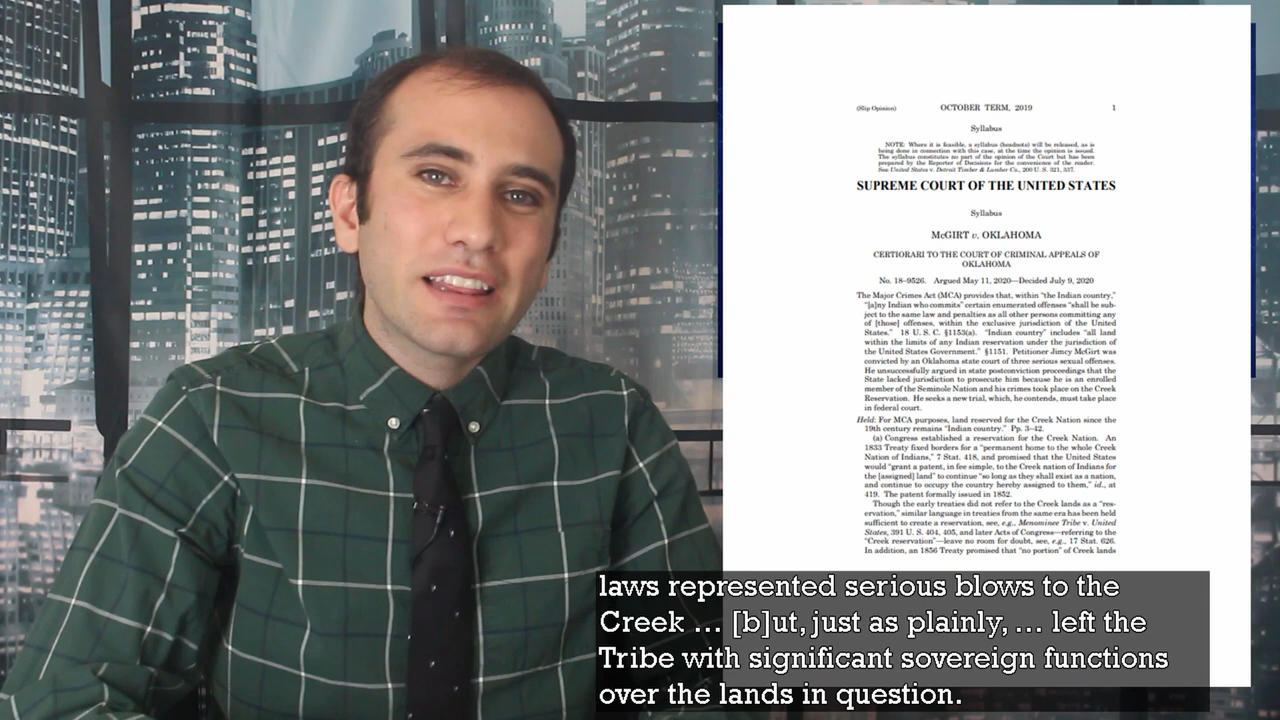 (Slip Opinion) OCTOBER TERM, 2019 1
Syllabus
NOTE: Where it is feasible, a syllabus (headnote) will be released, as is
being done in connection with this case, at the time the opinion is issued.
The syllabus constitutes no part of the opinion of the Court but has been
prepared by the Reporter of Decisions for the convenience of the reader.
See United States v. Detroit Timber & Lumber Co., 200 U. S. 321, 337.
SUPREME COURT OF THE UNITED STATES
Syllabus
McGIRT v. OKLAHOMA
CERTIORARI TO THE COURT OF CRIMINAL APPEALS OF
OKLAHOMA
No. 18–9526. Argued May 11, 2020—Decided July 9, 2020
The Major Crimes Act (MCA) provides that, within “the Indian country,”
“[a]ny Indian who commits” certain enumerated offenses “shall be sub-
ject to the same law and penalties as all other persons committing any
of [those] offenses, within the exclusive jurisdiction of the United
States.” 18 U. S. C. §1153(a). “Indian country” includes “all land
within the limits of any Indian reservation under the jurisdiction of
the United States Government.” §1151. Petitioner Jimcy McGirt was
convicted by an Oklahoma state court of three serious sexual offenses.
He unsuccessfully argued in state postconviction proceedings that the
State lacked jurisdiction to prosecute him because he is an enrolled
member of the Seminole Nation and his crimes took place on the Creek
Reservation. He seeks a new trial, which, he contends, must take place
in federal court.
Held: For MCA purposes, land reserved for the Creek Nation since the
19th century remains “Indian country.” Pp. 3–42.
(a) Congress established a reservation for the Creek Nation. An
1833 Treaty fixed borders for a “permanent home to the whole Creek
Nation of Indians,” 7 Stat. 418, and promised that the United States
would “grant a patent, in fee simple, to the Creek nation of Indians for
the [assigned] land” to continue “so long as they shall exist as a nation,
and continue to occupy the country hereby assigned to them,” id., at
419. The patent formally issued in 1852.
Though the early treaties did not refer to the Creek lands as a “res-
ervation,” similar language in treaties from the same era has been held
sufficient to create a reservation, see, e.g., Menominee Tribe v. United
States, 391 U. S. 404, 405, and later Acts of Congress—referring to the
“Creek reservation”—leave no room for doubt, see, e.g., 17 Stat. 626.
In addition, an 1856 Treaty promised that “no portion” of Creek lands
laws represented serious blows to the
Creek ... [b]ut, just as plainly, ... left the
Tribe with significant sovereign functions
over the lands in question.